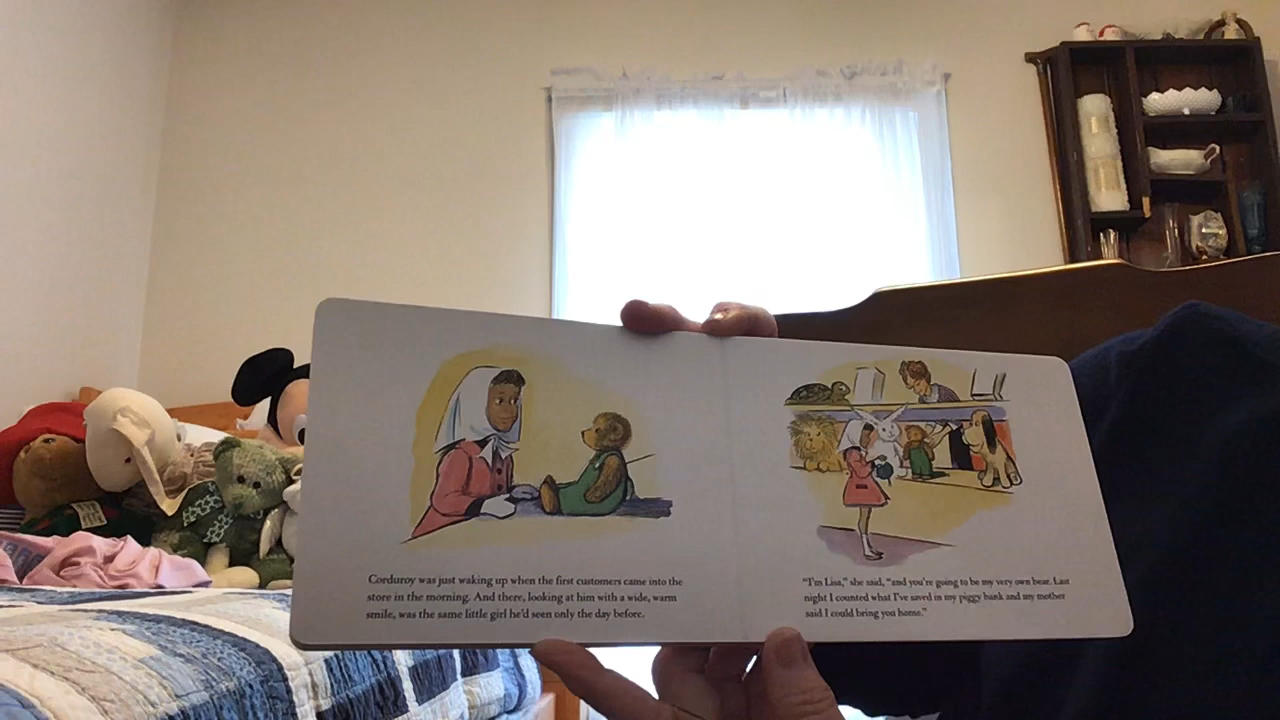 Corduroy was just waking up when the first customers came into the
store in the morning. And there, looking at him with a wide, warm
smile, was the same little girl he'd seen only the day before.
"I'm Lisa," she said, "and you're going to be my very own bear. Last
night I counted what I've saved in my piggy bank and my mother
said I could bring you home."